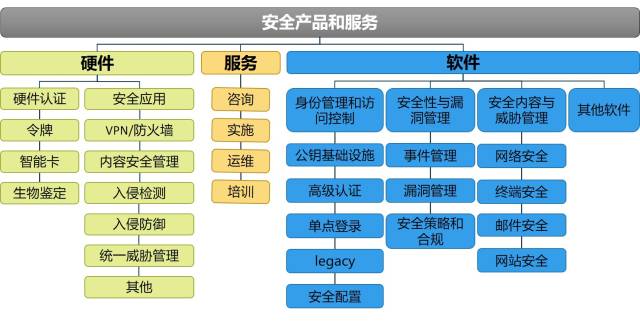 安全产品和服务
硬件
服务
软件
硬件认证
令牌
智能卡
生物鉴定
安全应用
VPN/防火墙
内容安全管理
入侵检测
入侵防御
统一威胁管理
其他
咨询
实施
运维
培训
身份管理和访
问控制
公钥基础设施
高级认证
单点登录
legacy
安全配置
安全性与漏
洞管理
事件管理
漏洞管理
安全策略和
合规
安全内容与
威胁管理
网络安全
终端安全
邮件安全
网站安全
其他软件